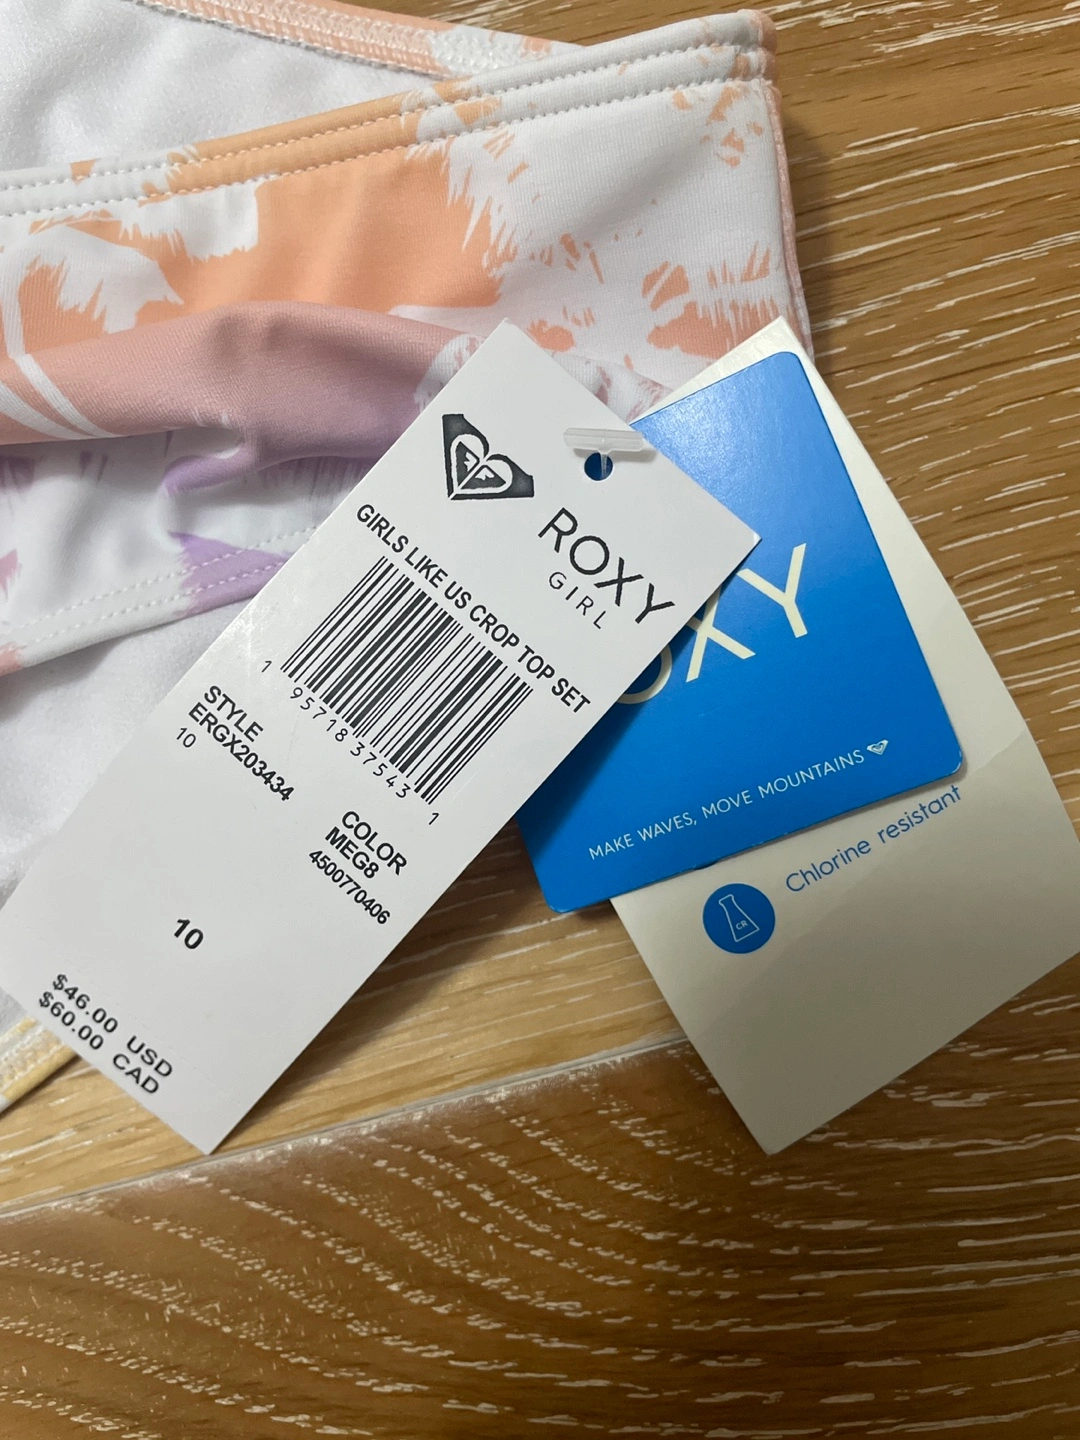 ROXY
GIRL
GIRLS LIKE US CROP TOP SET
1 95718 37543 1
STYLE
ERGX203434
10
COLOR
MEG8
4500770406
10
$46.00 USD
$60.00 CAD
OXY
MAKE WAVES, MOVE MOUNTAINS
CR
Chlorine resistant